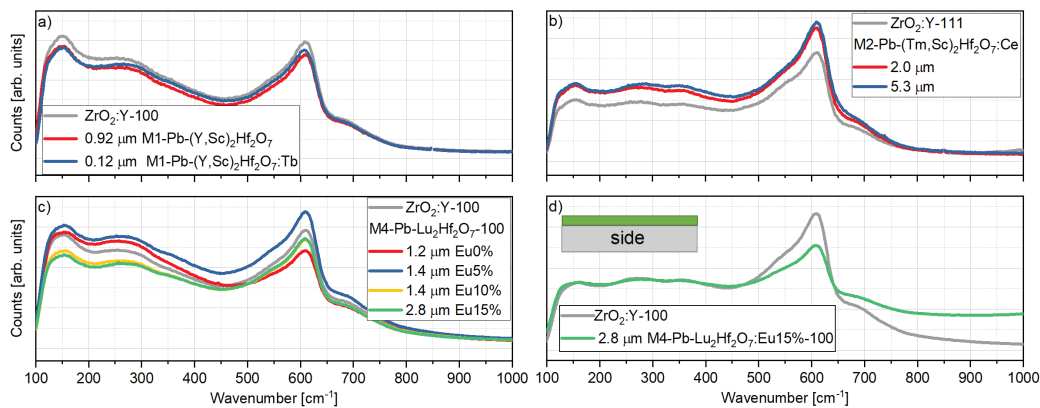 a)
Counts [arb. units]
ZrO₂:Y-100
0.92 μm M1-Pb-(Y,Sc)₂Hf₂O₇
0.12 μm M1-Pb-(Y,Sc)₂Hf₂O₇:Tb
b)
ZrO₂:Y-111
M2-Pb-(Tm,Sc)₂Hf₂O₇:Ce
2.0 μm
5.3 μm
c)
Counts [arb. units]
ZrO₂:Y-100
M4-Pb-Lu₂Hf₂O₇-100
1.2 μm Eu0%
1.4 μm Eu5%
1.4 μm Eu10%
2.8 μm Eu15%
100 200 300 400 500 600 700 800 900 1000
Wavenumber [cm⁻¹]
d)
side
ZrO₂:Y-100
2.8 μm M4-Pb-Lu₂Hf₂O₇:Eu15%-100
100 200 300 400 500 600 700 800 900 1000
Wavenumber [cm⁻¹]